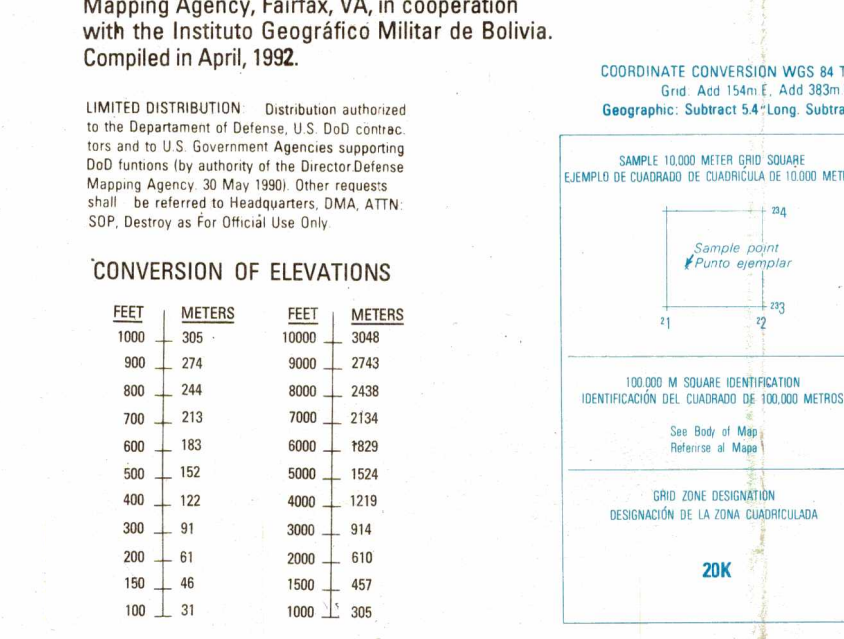 Mapping Agency, Fairfax, VA, in cooperation
with the Instituto Geográfico Militar de Bolivia.
Compiled in April, 1992.
LIMITED DISTRIBUTION: Distribution authorized
to the Departament of Defense, U.S. DoD contrac.
tors and to U.S. Government Agencies supporting
DoD funtions (by authority of the Director.Defense
Mapping Agency. 30 May 1990). Other requests
shall be referred to Headquarters, DMA, ATTN:
SOP, Destroy as For Official Use Only.
CONVERSION OF ELEVATIONS
FEET METERS FEET METERS
1000 305 10000 3048
900 274 9000 2743
800 244 8000 2438
700 213 7000 2134
600 183 6000 1829
500 152 5000 1524
400 122 4000 1219
300 91 3000 914
200 61 2000 610
150 46 1500 457
100 31 1000 305
COORDINATE CONVERSION WGS 84 T
Grid: Add 154m.E, Add 383m
Geographic: Subtract 5.4" Long. Subtra
SAMPLE 10,000 METER GRID SQUARE
EJEMPLO DE CUADRADO DE CUADRÍCULA DE 10.000 MET
234
Sample point
Punto ejemplar
233
21 22
100.000 M SQUARE IDENTIFICATION
IDENTIFICACIÓN DEL CUADRADO DE 100,000 METROS
See Body of Map
Referirse al Mapa
GRID ZONE DESIGNATION
DESIGNACIÓN DE LA ZONA CUADRICULADA
20K